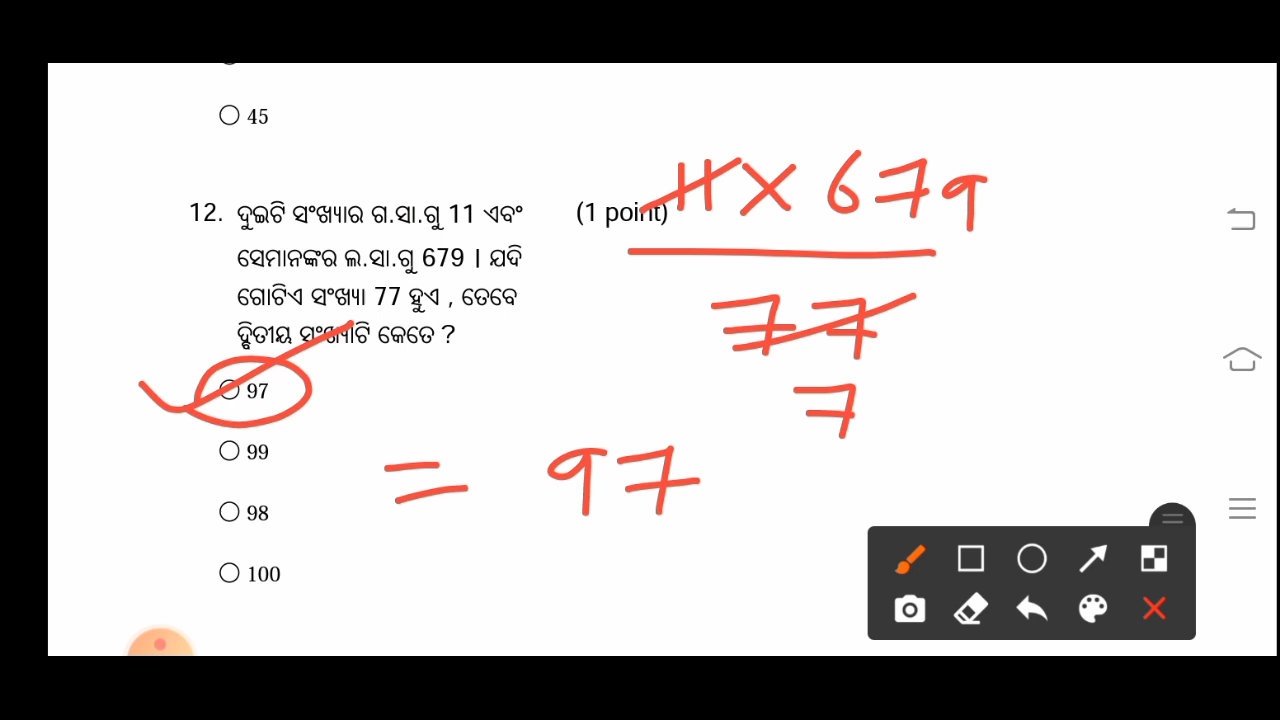 45
12. ଦୁଇଟି ସଂଖ୍ୟାର ଗ.ସା.ଗୁ 11 ଏବଂ (1 point)
ସେମାନଙ୍କର ଲ.ସା.ଗୁ 679 । ଯଦି
ଗୋଟିଏ ସଂଖ୍ୟା 77 ହୁଏ , ତେବେ
ଦ୍ବିତୀୟ ସଂଖ୍ୟାଟି କେତେ ?
97
99
98
100
11 X 679
77
7
= 97